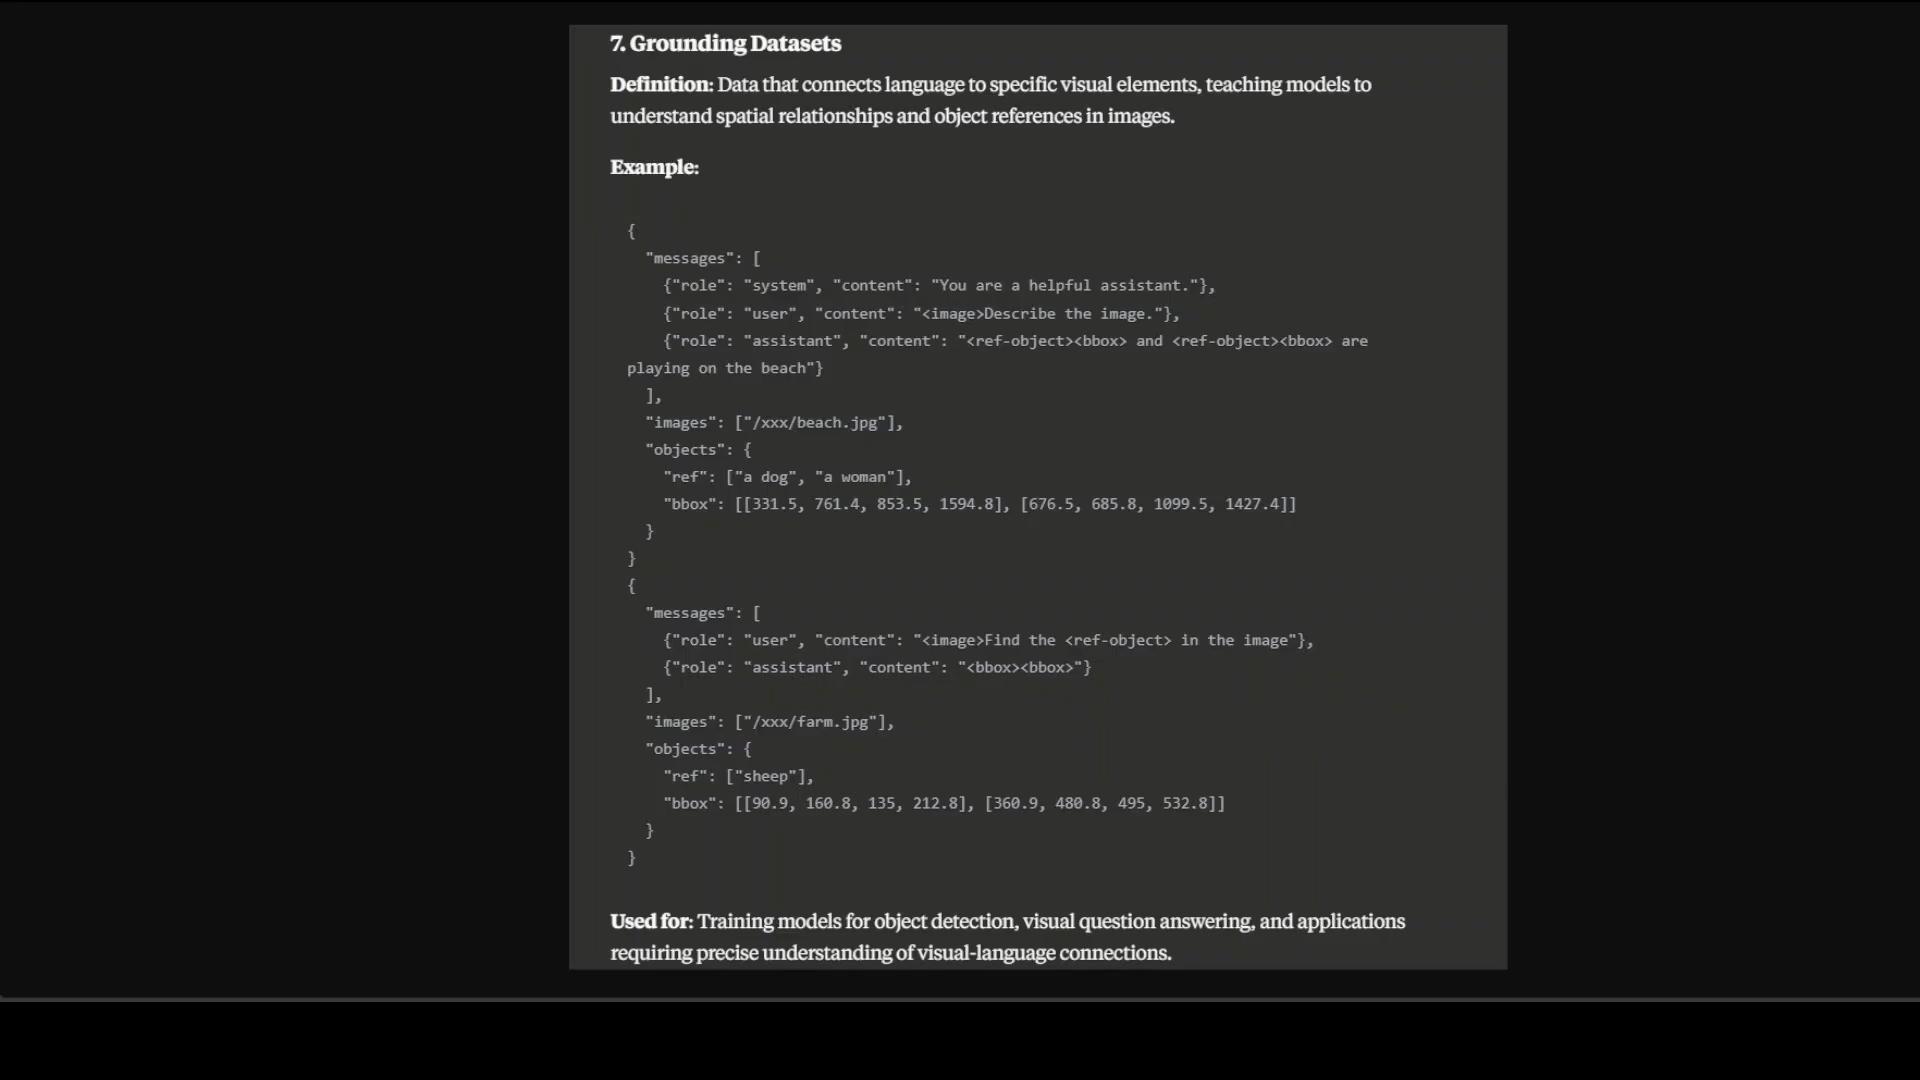 7. Grounding Datasets
Definition: Data that connects language to specific visual elements, teaching models to
understand spatial relationships and object references in images.
Example:
{
  "messages": [
    {"role": "system", "content": "You are a helpful assistant."},
    {"role": "user", "content": "<image>Describe the image."},
    {"role": "assistant", "content": "<ref-object><bbox> and <ref-object><bbox> are
playing on the beach"}
  ],
  "images": ["/xxx/beach.jpg"],
  "objects": {
    "ref": ["a dog", "a woman"],
    "bbox": [[331.5, 761.4, 853.5, 1594.8], [676.5, 685.8, 1099.5, 1427.4]]
  }
}
{
  "messages": [
    {"role": "user", "content": "<image>Find the <ref-object> in the image"},
    {"role": "assistant", "content": "<bbox><bbox>"}
  ],
  "images": ["/xxx/farm.jpg"],
  "objects": {
    "ref": ["sheep"],
    "bbox": [[90.9, 160.8, 135, 212.8], [360.9, 480.8, 495, 532.8]]
  }
}
Used for: Training models for object detection, visual question answering, and applications
requiring precise understanding of visual-language connections.